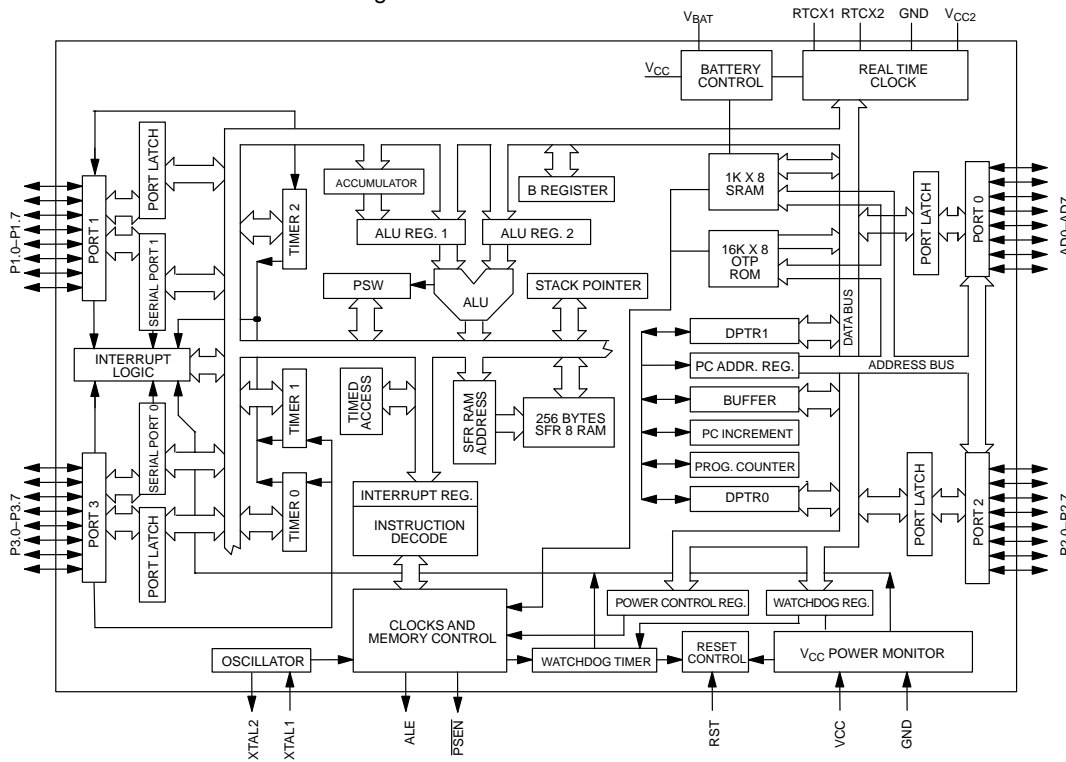 V BAT
RTCX1 RTCX2 GND VCC2
VCC
BATTERY
CONTROL
REAL TIME
CLOCK
PORT LATCH
PORT 1
P1.0–P1.7
SERIAL PORT 1
TIMER 2
ACCUMULATOR
B REGISTER
1K X 8
SRAM
PORT LATCH
PORT 0
AD0–AD7
ALU REG. 1
ALU REG. 2
16K X 8
OTP
ROM
PSW
ALU
STACK POINTER
DATA BUS
DPTR1
INTERRUPT
LOGIC
PC ADDR. REG.
ADDRESS BUS
TIMER 1
TIMED
ACCESS
SFR RAM
ADDRESS
256 BYTES
SFR 8 RAM
BUFFER
PC INCREMENT
SERIAL PORT 0
PROG. COUNTER
P3.0–P3.7
PORT 3
PORT LATCH
TIMER 0
INTERRUPT REG.
INSTRUCTION
DECODE
DPTR0
PORT LATCH
PORT 2
CLOCKS AND
MEMORY CONTROL
POWER CONTROL REG.
WATCHDOG REG.
OSCILLATOR
WATCHDOG TIMER
RESET
CONTROL
VCC POWER MONITOR
XTAL2
XTAL1
ALE
PSEN
RST
VCC
GND